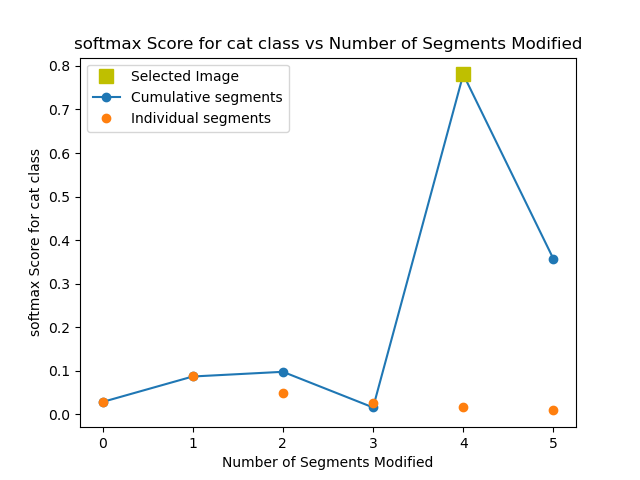 softmax Score for cat class vs Number of Segments Modified
Selected Image
Cumulative segments
Individual segments
softmax Score for cat class
0.8
0.7
0.6
0.5
0.4
0.3
0.2
0.1
0.0
0 1 2 3 4 5
Number of Segments Modified